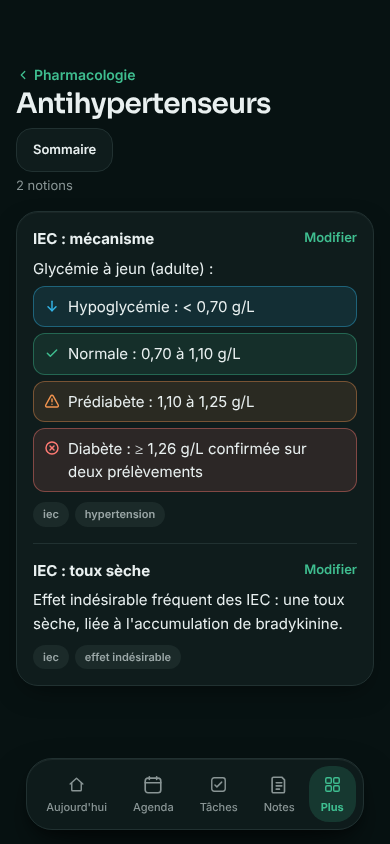 Pharmacologie
Antihypertenseurs
Sommaire
2 notions
IEC : mécanisme
Modifier
Glycémie à jeun (adulte) :
Hypoglycémie : < 0,70 g/L
Normale : 0,70 à 1,10 g/L
Prédiabète : 1,10 à 1,25 g/L
Diabète : ≥ 1,26 g/L confirmée sur
deux prélèvements
iec
hypertension
IEC : toux sèche
Modifier
Effet indésirable fréquent des IEC : une toux
sèche, liée à l'accumulation de bradykinine.
iec
effet indésirable
Aujourd'hui
Agenda
Tâches
Notes
Plus